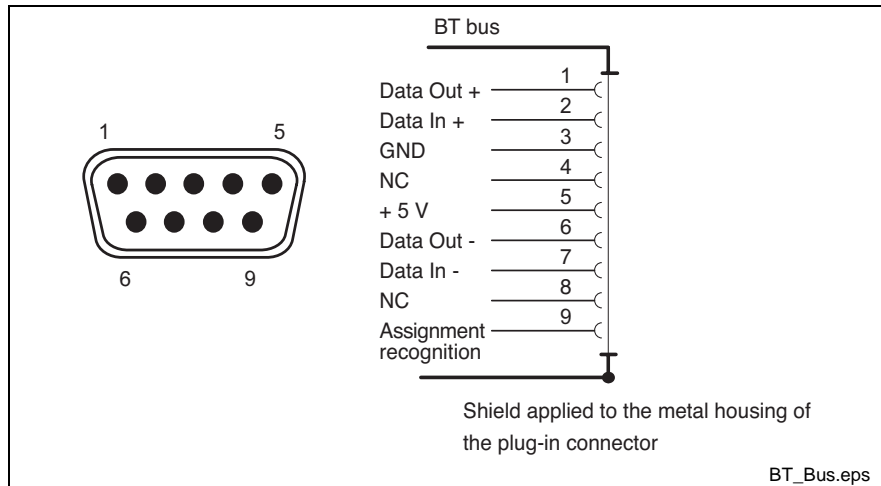 BT bus
1 5
6 9
Data Out + 1
Data In + 2
GND 3
NC 4
+ 5 V 5
Data Out - 6
Data In - 7
NC 8
Assignment 9
recognition
Shield applied to the metal housing of
the plug-in connector
BT_Bus.eps